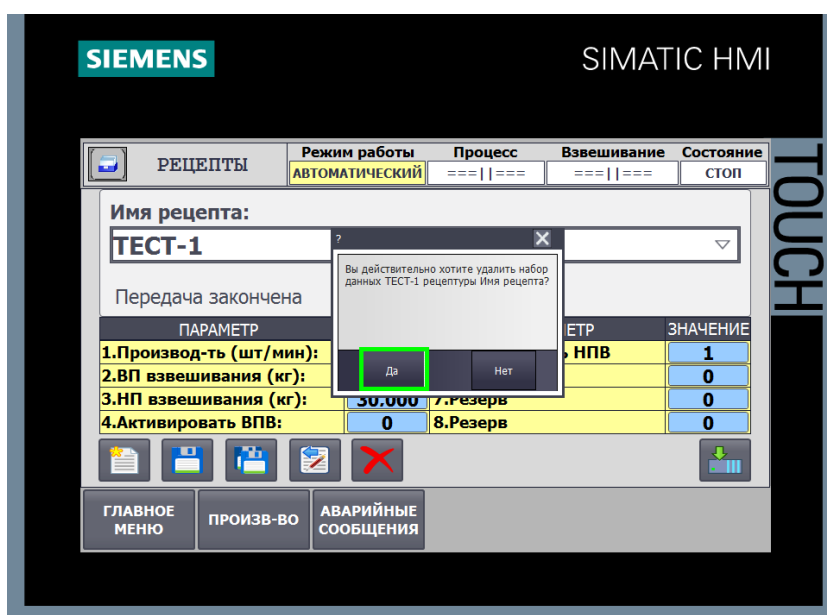 SIEMENS
SIMATIC HMI
TOUCH
РЕЦЕПТЫ
Режим работы
Процесс
Взвешивание
Состояние
АВТОМАТИЧЕСКИЙ
===||===
===||===
СТОП
Имя рецепта:
ТЕСТ-1
Передача закончена
?
Вы действительно хотите удалить набор
данных ТЕСТ-1 рецептуры Имя рецепта?
Да
Нет
ПАРАМЕТР
ЕТР
ЗНАЧЕНИЕ
1.Производ-ть (шт/мин):
НПВ
1
2.ВП взвешивания (кг):
0
3.НП взвешивания (кг):
30,000
7.Резерв
0
4.Активировать ВПВ:
0
8.Резерв
0
ГЛАВНОЕ
МЕНЮ
ПРОИЗВ-ВО
АВАРИЙНЫЕ
СООБЩЕНИЯ